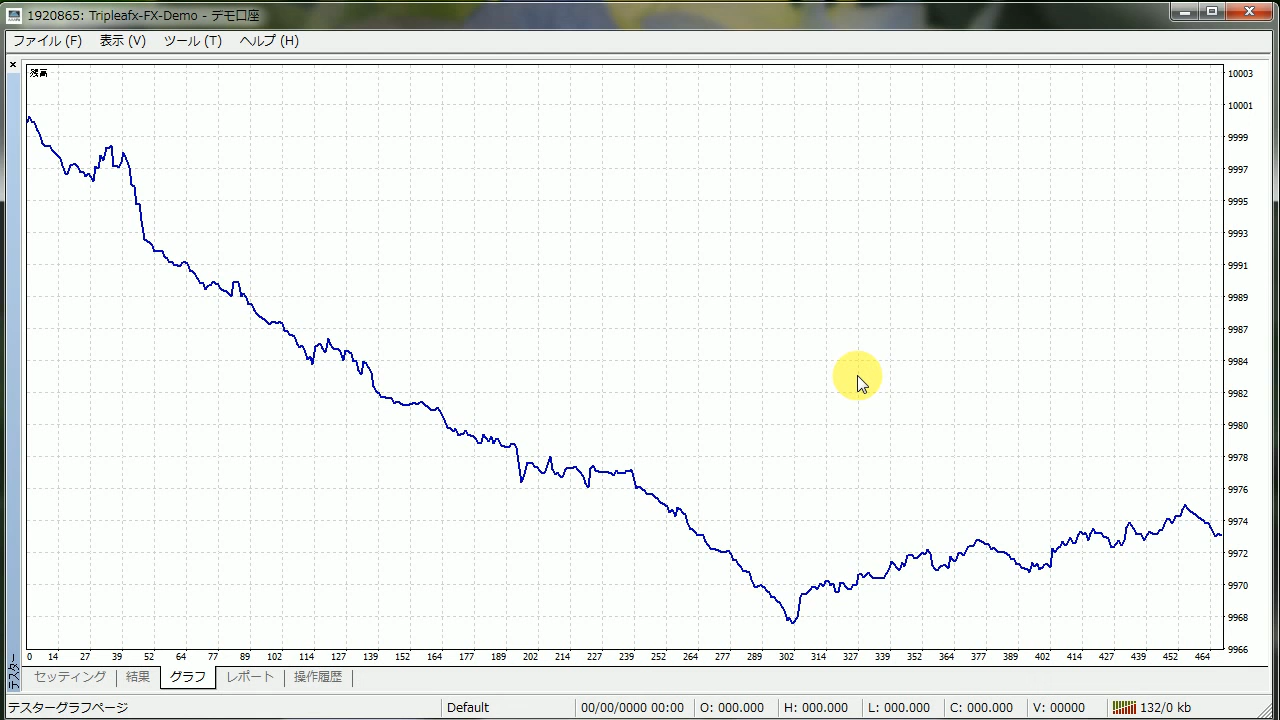 1920865: Tripleafx-FX-Demo - デモ口座
ファイル (F) 表示 (V) ツール (T) ヘルプ (H)
残高
10003
10001
9999
9997
9995
9993
9991
9989
9987
9984
9982
9980
9978
9976
9974
9972
9970
9968
9966
0 14 27 39 52 64 77 89 102 114 127 139 152 164 177 189 202 214 227 239 252 264 277 289 302 314 327 339 352 364 377 389 402 414 427 439 452 464
テスター
セッティング 結果 グラフ レポート 操作履歴
テスターグラフページ Default 00/00/0000 00:00 O: 000.000 H: 000.000 L: 000.000 C: 000.000 V: 00000 132/0 kb